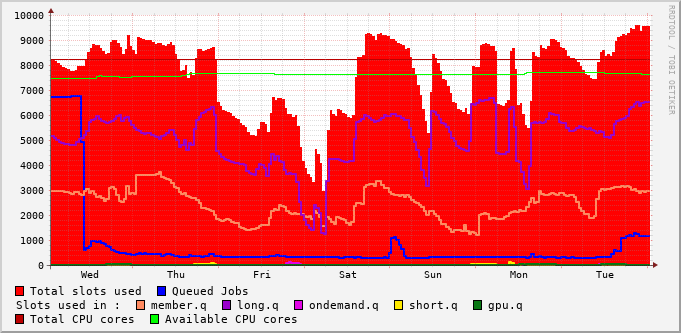 10000
9000
8000
7000
6000
5000
4000
3000
2000
1000
0
Wed Thu Fri Sat Sun Mon Tue
RRDTOOL / TOBI OETIKER
Total slots used Queued Jobs
Slots used in : member.q long.q ondemand.q short.q gpu.q
Total CPU cores Available CPU cores